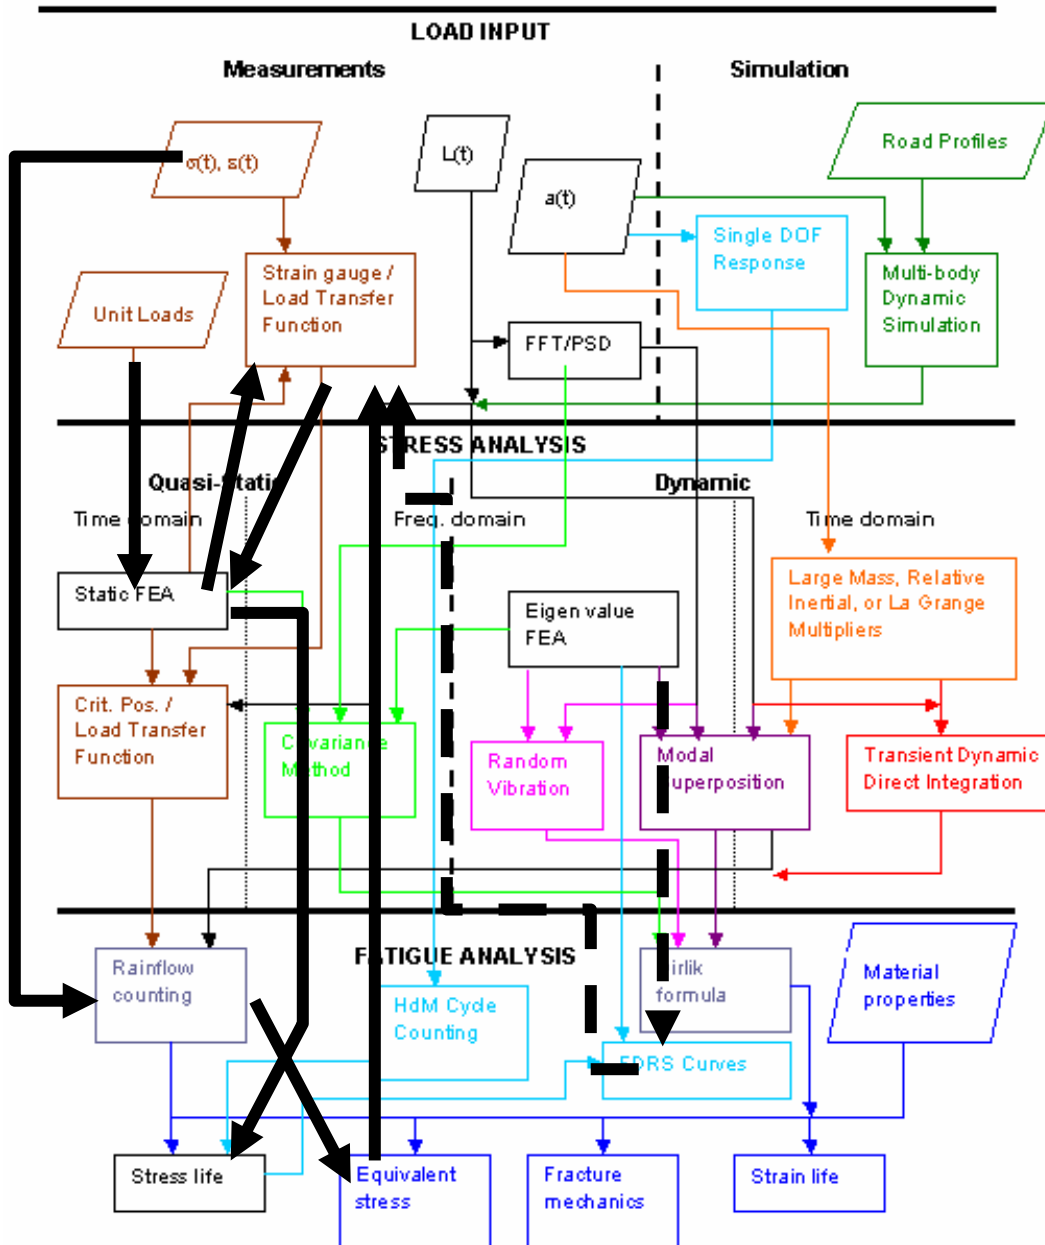 LOAD INPUT
Measurements
Simulation
σ(t), ε(t)
L(t)
a(t)
Road Profiles
Unit Loads
Strain gauge /
Load Transfer
Function
Single DOF
Response
Multi-body
Dynamic
Simulation
FFT/PSD
STRESS ANALYSIS
Quasi-Static
Dynamic
Time domain
Freq. domain
Time domain
Static FEA
Eigen value
FEA
Large Mass, Relative
Inertial, or La Grange
Multipliers
Crit. Pos. /
Load Transfer
Function
Covariance
Method
Random
Vibration
Modal
Superposition
Transient Dynamic
Direct Integration
FATIGUE ANALYSIS
Rainflow
counting
HdM Cycle
Counting
Dirlik
formula
Material
properties
FDRS Curves
Stress life
Equivalent
stress
Fracture
mechanics
Strain life